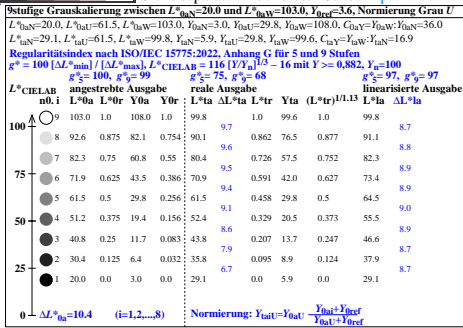 9stufige Grauskalierung zwischen L*0aN=20.0 und L*0aW=103.0, Y0ref=3.6, Normierung Grau U
L*0aN=20.0, L*0aU=61.5, L*0aW=103.0, Y0aN=3.0, Y0aU=29.8, Y0aW=108.0, C0aY=Y0aW:Y0aN=36.0
L*taN=29.1, L*taU=61.5, L*taW=99.8, YtaN=5.9, YtaU=29.8, YtaW=99.6, CtaY=YtaW:YtaN=16.9
Regularitätsindex nach ISO/IEC 15775:2022, Anhang G für 5 und 9 Stufen
g* = 100 [ΔL*min] / [ΔL*max], L*CIELAB = 116 [Y/Yn]1/3 − 16 mit Y >= 0,882, Yn=100
g*5= 100, g*9= 99 g*5= 75, g*9= 68 g*5= 97, g*9= 97
L*CIELAB angestrebte Ausgabe reale Ausgabe linearisierte Ausgabe
n0. i L*0a L*0r Y0a Y0r L*ta ΔL*ta L*tr Yta (L*tr)1/1.13 L*la ΔL*la
9 103.0 1.0 108.0 1.0 99.8 1.0 99.6 1.0 99.8
100
9.7 8.7
8 92.6 0.875 82.1 0.754 90.1 0.862 76.5 0.877 91.1
9.6 8.8
7 82.3 0.75 60.8 0.55 80.4 0.726 57.5 0.752 82.3
75
9.5 8.9
6 71.9 0.625 43.5 0.386 70.9 0.591 42.0 0.627 73.4
9.4 8.9
5 61.5 0.5 29.8 0.256 61.5 0.458 29.8 0.5 64.5
9.1 9.0
50
4 51.2 0.375 19.4 0.156 52.4 0.329 20.5 0.373 55.5
8.6 8.9
3 40.8 0.25 11.7 0.083 43.8 0.207 13.7 0.247 46.6
7.9 8.7
25
2 30.4 0.125 6.4 0.032 35.8 0.095 8.9 0.124 37.9
6.7 8.7
1 20.0 0.0 3.0 0.0 29.1 0.0 5.9 0.0 29.1
0 ΔL*0a=10.4 (i=1,2,...,8) Normierung: YtaiU=Y0aU Y0ai+Y0ref
Y0aU+Y0ref